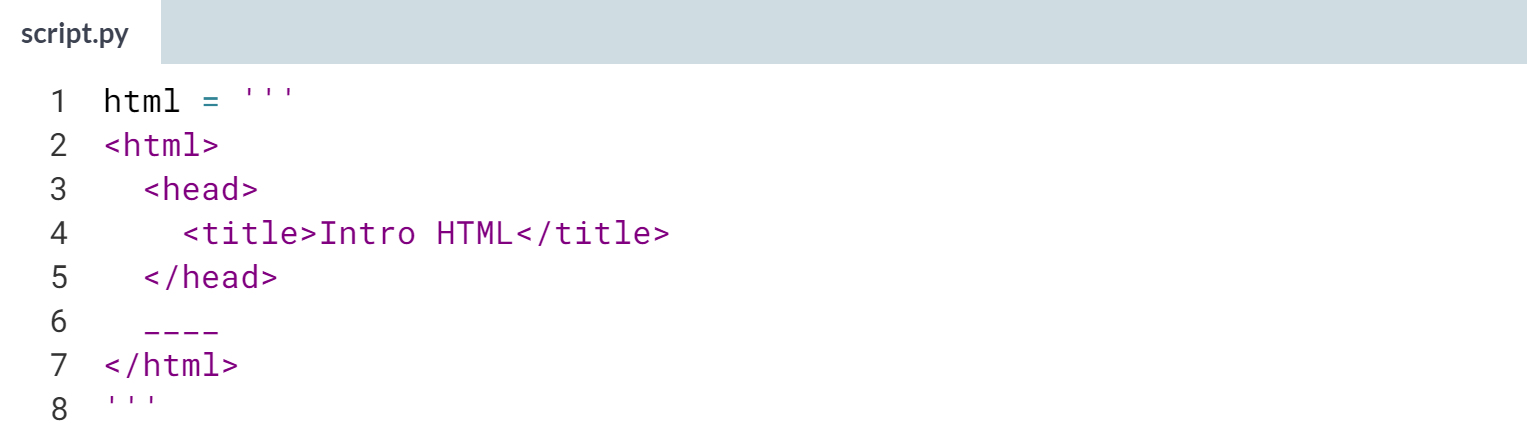 script.py
1 html = '''
2 <html>
3   <head>
4     <title>Intro HTML</title>
5   </head>
6   ____
7 </html>
8 '''